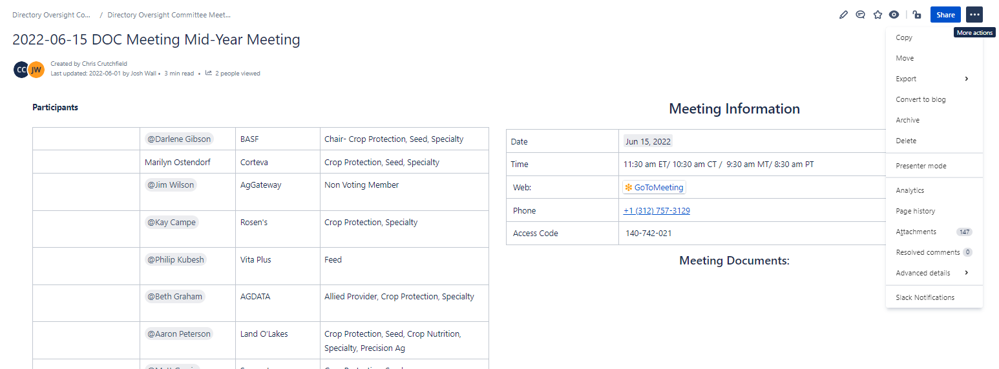 Directory Oversight Co... / Directory Oversight Committee Meet...
Share
More actions
2022-06-15 DOC Meeting Mid-Year Meeting
CC JW
Created by Chris Crutchfield
Last updated: 2022-06-01 by Josh Wall • 3 min read • 2 people viewed
Participants
@Darlene Gibson BASF Chair- Crop Protection, Seed, Specialty
Marilyn Ostendorf Corteva Crop Protection, Seed, Specialty
@Jim Wilson AgGateway Non Voting Member
@Kay Campe Rosen's Crop Protection, Specialty
@Philip Kubesh Vita Plus Feed
@Beth Graham AGDATA Allied Provider, Crop Protection, Specialty
@Aaron Peterson Land O'Lakes Crop Protection, Seed, Crop Nutrition,
Specialty, Precision Ag
Meeting Information
Date Jun 15, 2022
Time 11:30 am ET/ 10:30 am CT / 9:30 am MT/ 8:30 am PT
Web: GoToMeeting
Phone +1 (312) 757-3129
Access Code 140-742-021
Meeting Documents:
Copy
Move
Export
Convert to blog
Archive
Delete
Presenter mode
Analytics
Page history
Attachments 147
Resolved comments 0
Advanced details
Slack Notifications